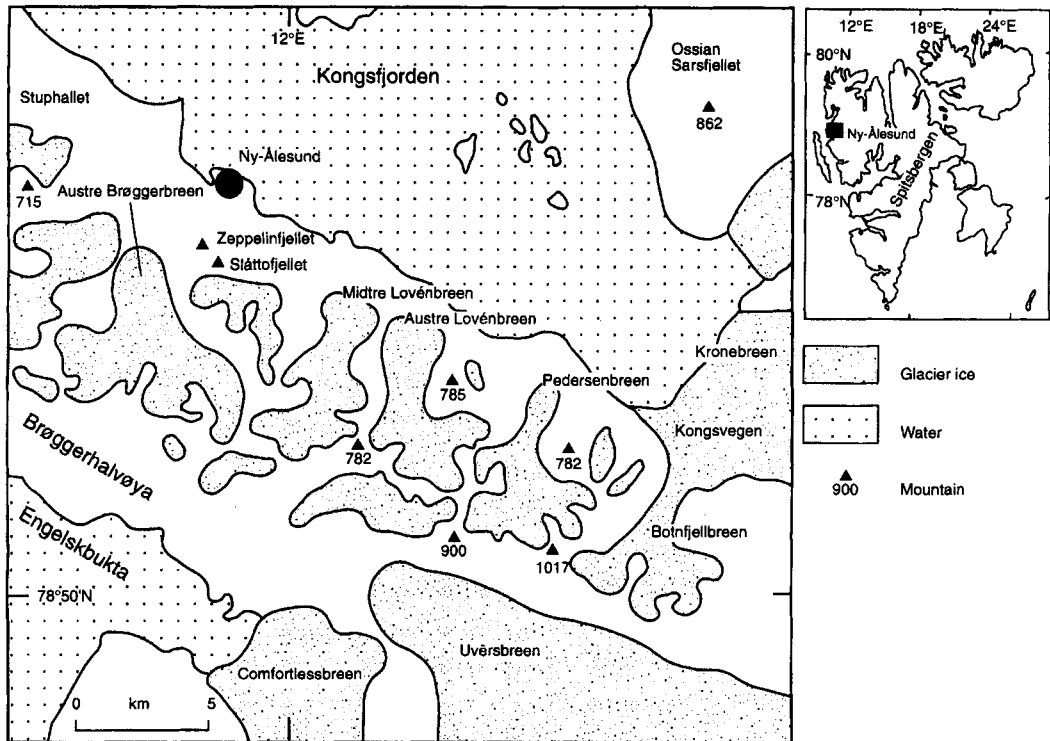 12°E
Kongsfjorden
Ossian
Sarsfjellet
862
Stuphallet
Ny-Ålesund
715
Austre Brøggerbreen
Zeppelinfjellet
Slåttofjellet
Midtre Lovénbreen
Austre Lovénbreen
Kronebreen
Pedersenbreen
785
Kongsvegen
782
782
Brøggerhalvøya
Engelskbukta
Botnfjellbreen
900
1017
78°50'N
Uvêrsbreen
Comfortlessbreen
0 km 5
12°E 18°E 24°E
80°N
Ny-Ålesund
Spitsbergen
78°N
Glacier ice
Water
900 Mountain